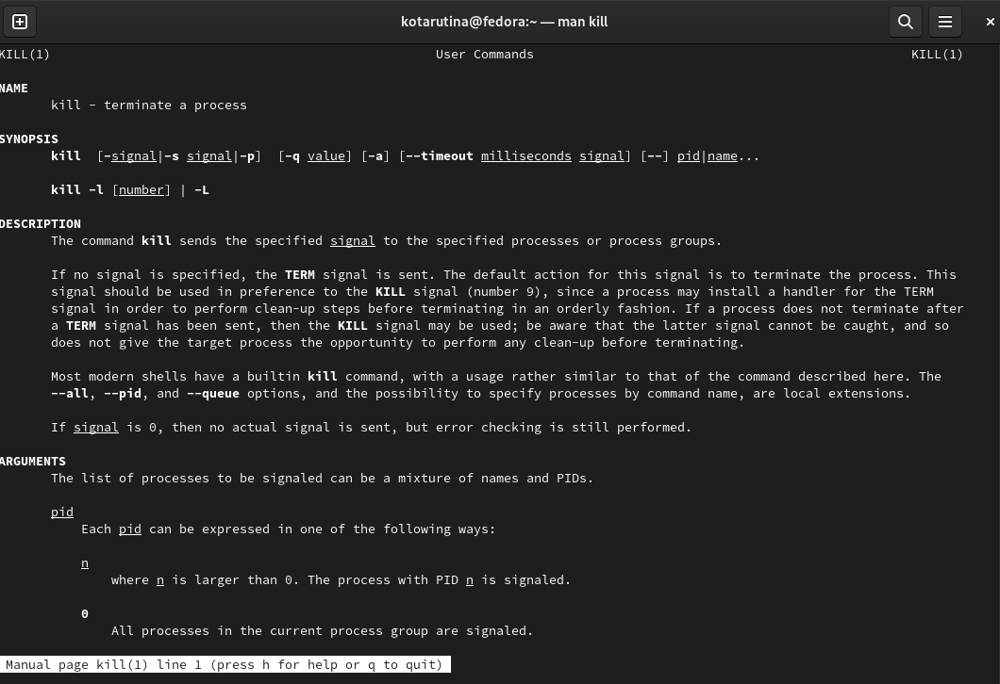 kotarutina@fedora:~ — man kill
KILL(1) User Commands KILL(1)
NAME
kill - terminate a process
SYNOPSIS
kill [-signal|-s signal|-p] [-q value] [-a] [--timeout milliseconds signal] [--] pid|name...
kill -l [number] | -L
DESCRIPTION
The command kill sends the specified signal to the specified processes or process groups.
If no signal is specified, the TERM signal is sent. The default action for this signal is to terminate the process. This
signal should be used in preference to the KILL signal (number 9), since a process may install a handler for the TERM
signal in order to perform clean-up steps before terminating in an orderly fashion. If a process does not terminate after
a TERM signal has been sent, then the KILL signal may be used; be aware that the latter signal cannot be caught, and so
does not give the target process the opportunity to perform any clean-up before terminating.
Most modern shells have a builtin kill command, with a usage rather similar to that of the command described here. The
--all, --pid, and --queue options, and the possibility to specify processes by command name, are local extensions.
If signal is 0, then no actual signal is sent, but error checking is still performed.
ARGUMENTS
The list of processes to be signaled can be a mixture of names and PIDs.
pid
Each pid can be expressed in one of the following ways:
n
where n is larger than 0. The process with PID n is signaled.
0
All processes in the current process group are signaled.
Manual page kill(1) line 1 (press h for help or q to quit)